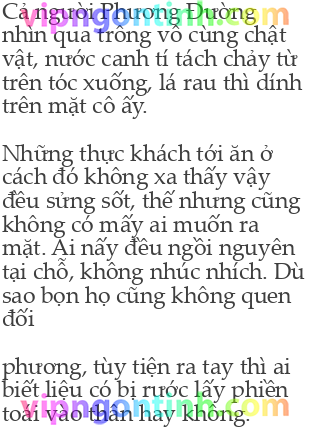 Cả người Phương Đường
nhìn qua trông vô cùng chật
vật, nước canh tí tách chảy từ
trên tóc xuống, lá rau thì dính
trên mặt cô ấy.
Những thực khách tới ăn ở
cách đó không xa thấy vậy
đều sửng sốt, thế nhưng cũng
không có mấy ai muốn ra
mặt. Ai nấy đều ngồi nguyên
tại chỗ, không nhúc nhích. Dù
sao bọn họ cũng không quen
đối
phương, tùy tiện ra tay thì ai
biết liệu có bị rước lấy phiền
toái vào thân hay không.
vipngontinh.com
vipngontinh.com